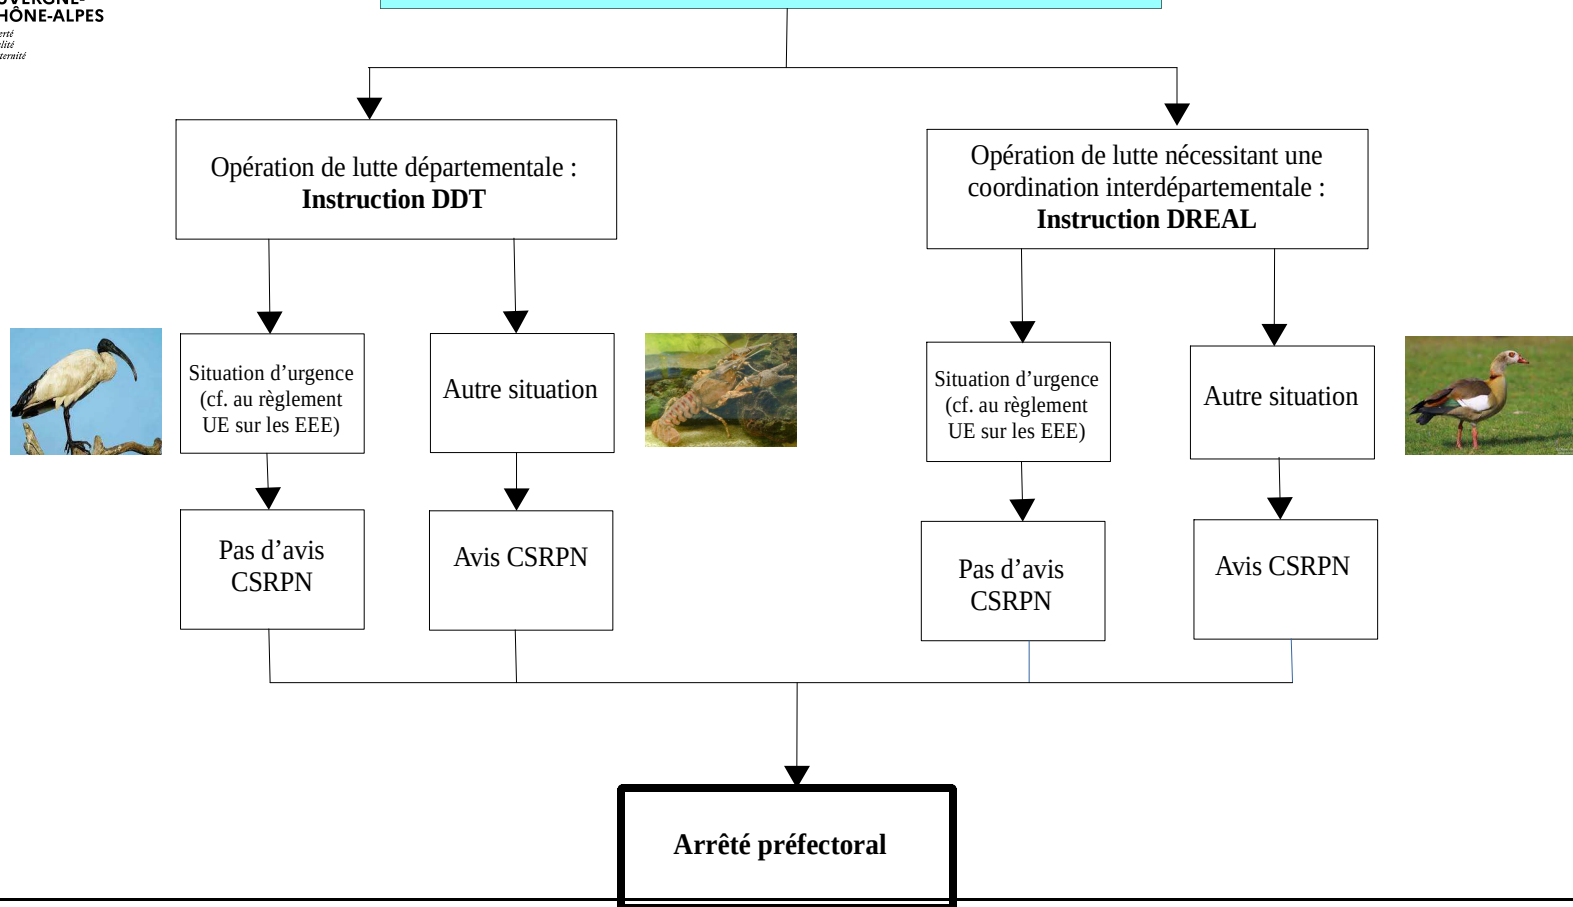 HÔNE-ALPES
Opération de lutte départementale :
Instruction DDT
Opération de lutte nécessitant une
coordination interdépartementale :
Instruction DREAL
Situation d’urgence
(cf. au règlement
UE sur les EEE)
Autre situation
Situation d’urgence
(cf. au règlement
UE sur les EEE)
Autre situation
Pas d’avis
CSRPN
Avis CSRPN
Pas d’avis
CSRPN
Avis CSRPN
Arrêté préfectoral